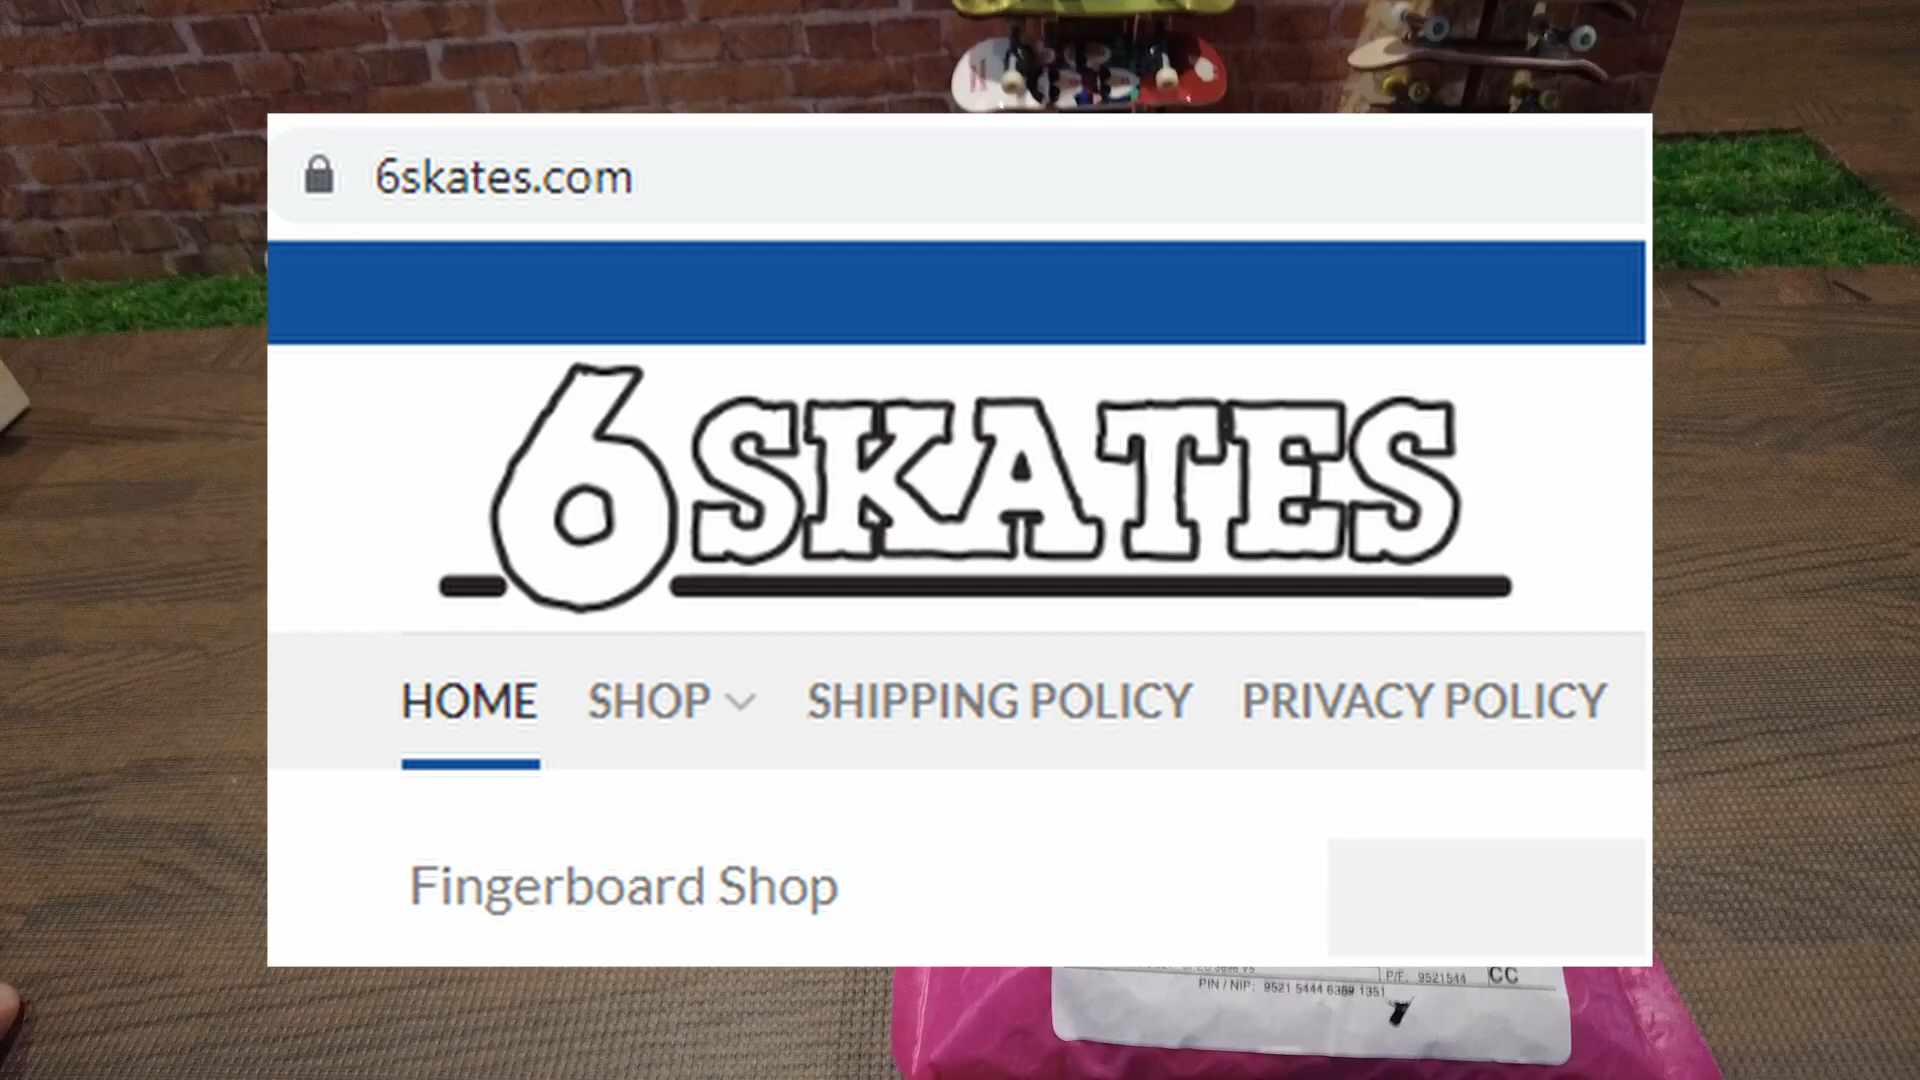 6skates.com
6SKATES
HOME SHOP SHIPPING POLICY PRIVACY POLICY
Fingerboard Shop
P/F: 9521544 CC
PIN / NIP: 9521 5444 6389 1351